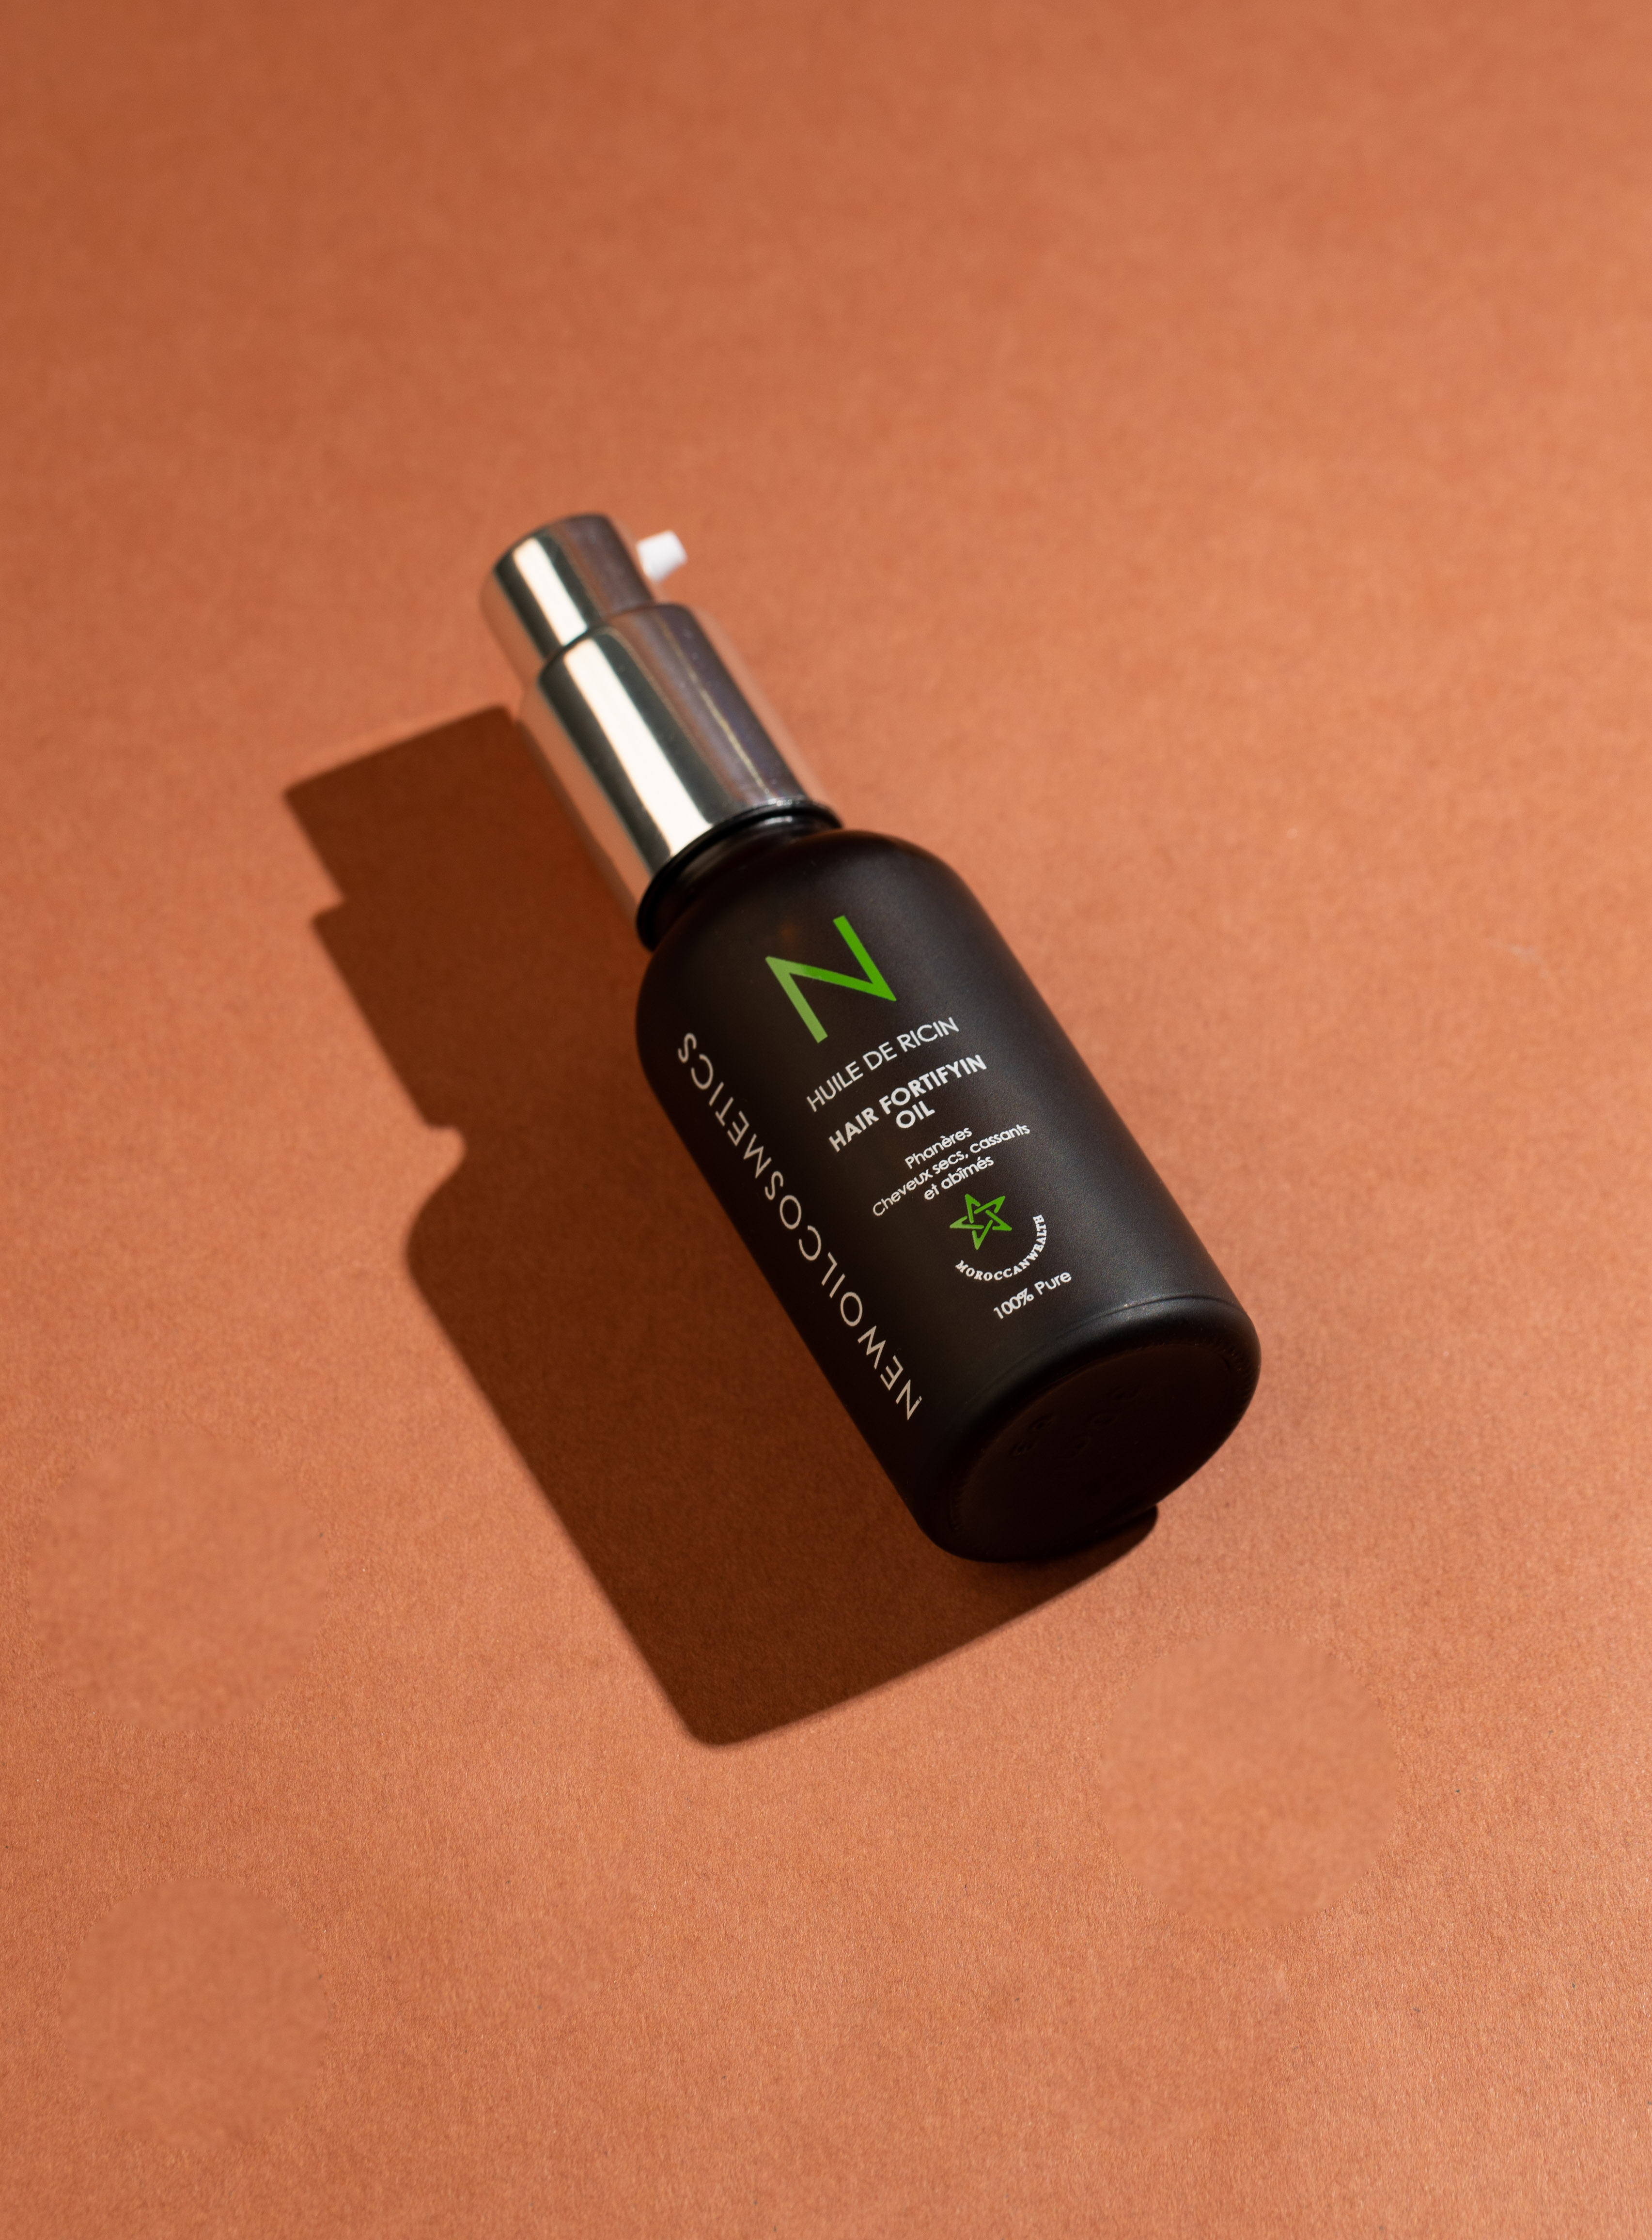 N
HUILE DE RICIN
HAIR FORTIFYIN
OIL
Phanères
Cheveux secs, cassants
et abîmés
MOROCCANWEALTH
100% Pure
NEWOILCOSMETICS